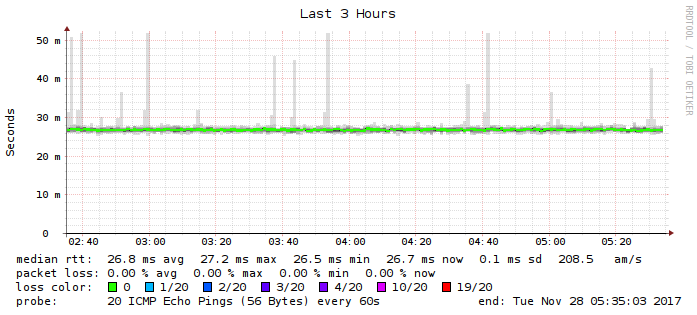 Last 3 Hours
RRDTOOL / TOBI OETIKER
Seconds
50 m
40 m
30 m
20 m
10 m
0
02:40 03:00 03:20 03:40 04:00 04:20 04:40 05:00 05:20
median rtt: 26.8 ms avg 27.2 ms max 26.5 ms min 26.7 ms now 0.1 ms sd 208.5 am/s
packet loss: 0.00 % avg 0.00 % max 0.00 % min 0.00 % now
loss color: 0 1/20 2/20 3/20 4/20 10/20 19/20
probe: 20 ICMP Echo Pings (56 Bytes) every 60s end: Tue Nov 28 05:35:03 2017